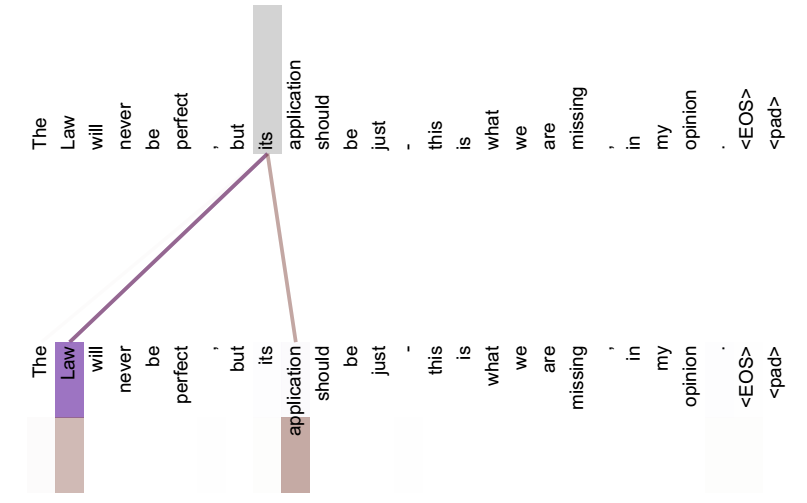 The Law will never be perfect , but its application should be just - this is what we are missing , in my opinion . <EOS> <pad>
The Law will never be perfect , but its application should be just - this is what we are missing , in my opinion . <EOS> <pad>